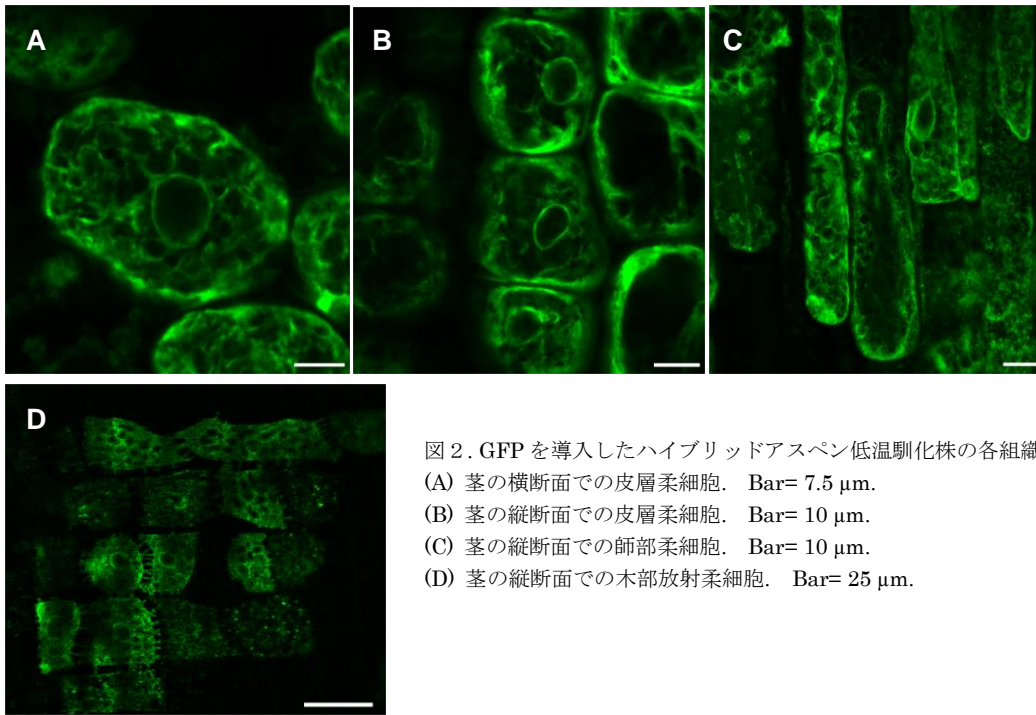 A
B
C
D
図２. GFP を導入したハイブリッドアスペン低温馴化株の各組織
(A) 茎の横断面での皮層柔細胞. Bar= 7.5 µm.
(B) 茎の縦断面での皮層柔細胞. Bar= 10 µm.
(C) 茎の縦断面での師部柔細胞. Bar= 10 µm.
(D) 茎の縦断面での木部放射柔細胞. Bar= 25 µm.